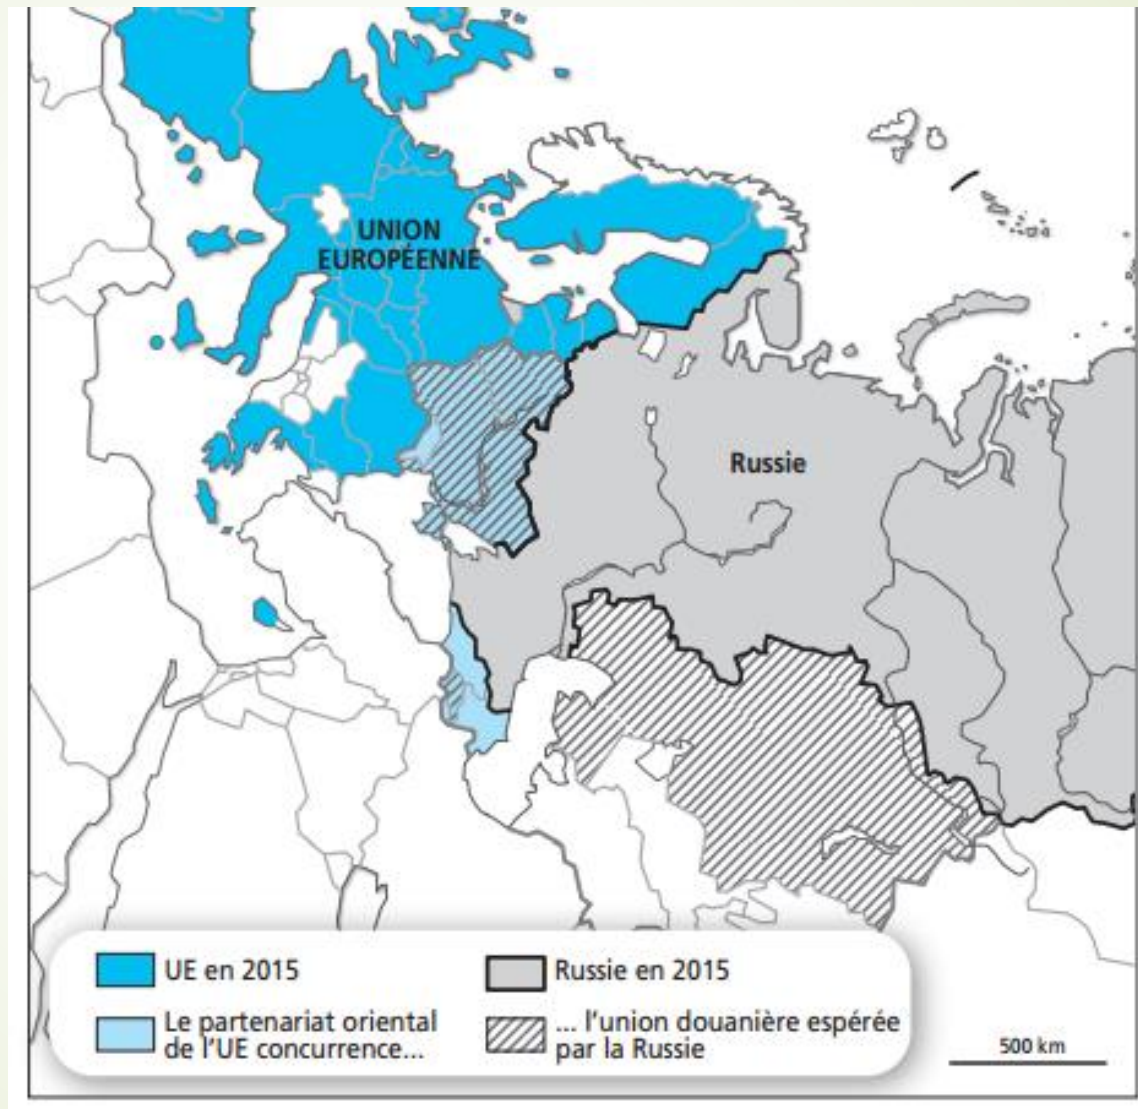 UNION
EUROPÉENNE
Russie
UE en 2015
Russie en 2015
Le partenariat oriental
de l'UE concurrence...
... l'union douanière espérée
par la Russie
500 km